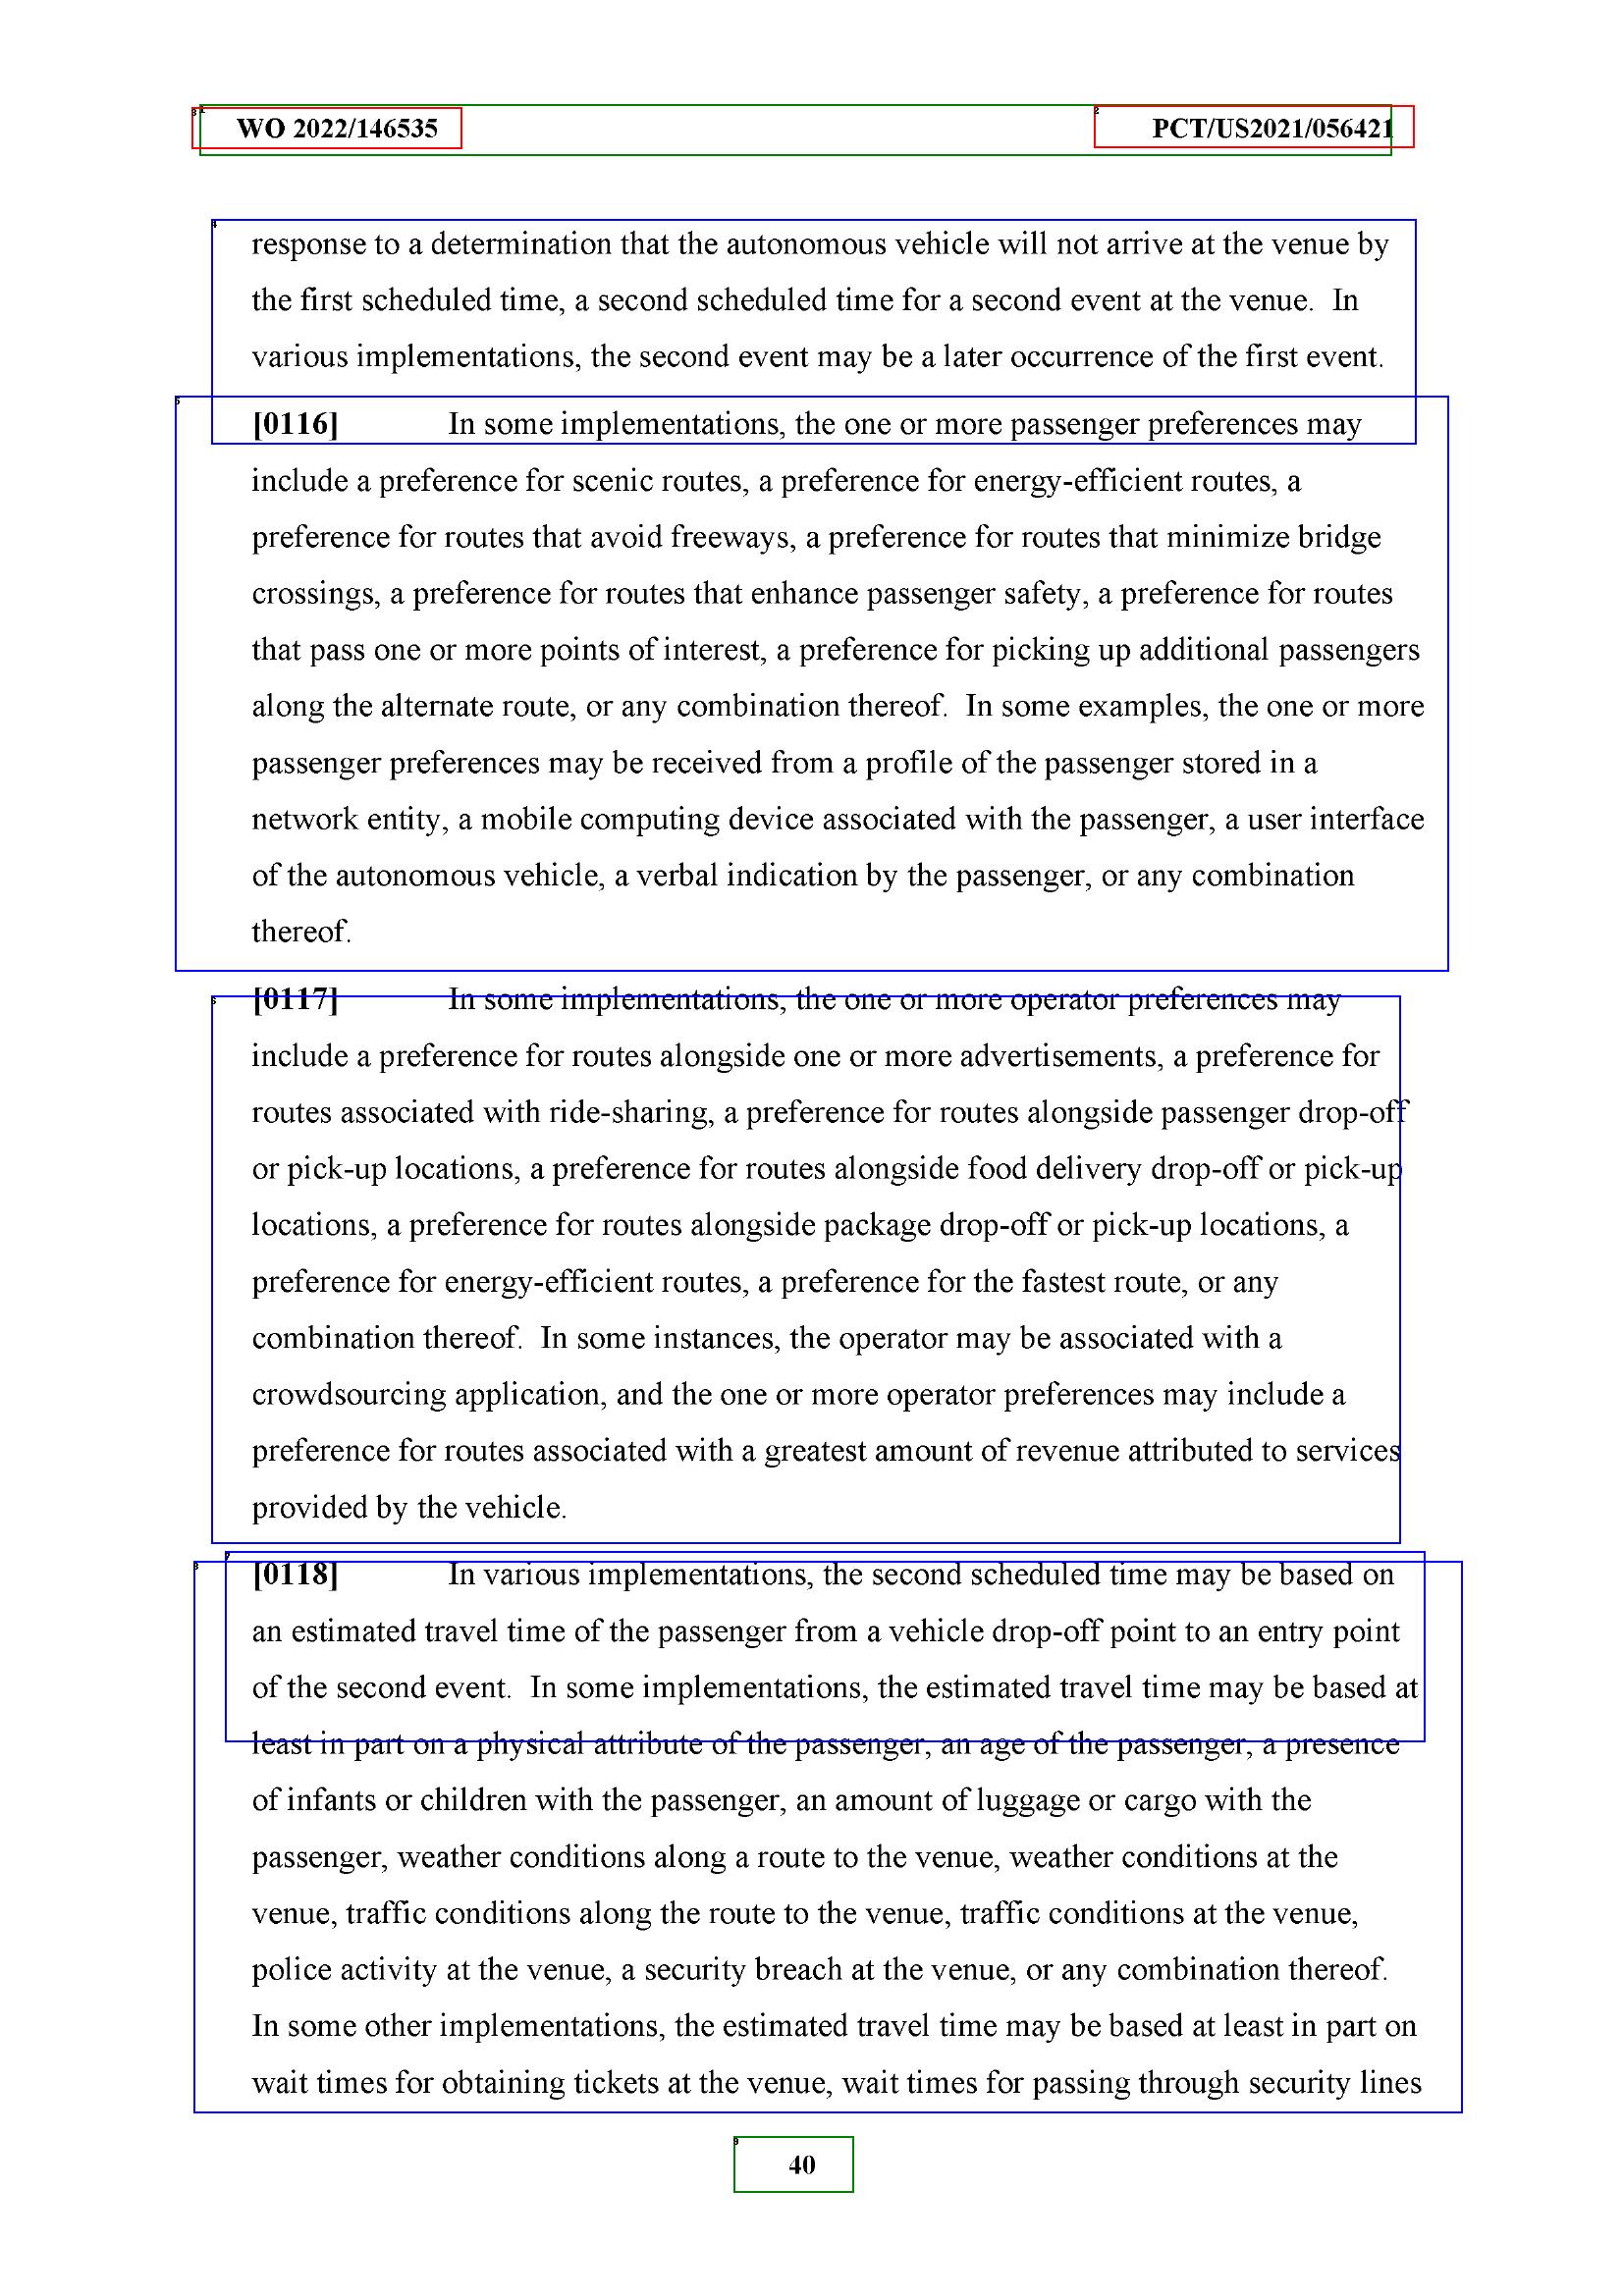 WO 2022/146535 PCT/US2021/056421
response to a determination that the autonomous vehicle will not arrive at the venue by
the first scheduled time, a second scheduled time for a second event at the venue.  In
various implementations, the second event may be a later occurrence of the first event.
[0116] In some implementations, the one or more passenger preferences may
include a preference for scenic routes, a preference for energy-efficient routes, a
preference for routes that avoid freeways, a preference for routes that minimize bridge
crossings, a preference for routes that enhance passenger safety, a preference for routes
that pass one or more points of interest, a preference for picking up additional passengers
along the alternate route, or any combination thereof.  In some examples, the one or more
passenger preferences may be received from a profile of the passenger stored in a
network entity, a mobile computing device associated with the passenger, a user interface
of the autonomous vehicle, a verbal indication by the passenger, or any combination
thereof.
[0117] In some implementations, the one or more operator preferences may
include a preference for routes alongside one or more advertisements, a preference for
routes associated with ride-sharing, a preference for routes alongside passenger drop-off
or pick-up locations, a preference for routes alongside food delivery drop-off or pick-up
locations, a preference for routes alongside package drop-off or pick-up locations, a
preference for energy-efficient routes, a preference for the fastest route, or any
combination thereof.  In some instances, the operator may be associated with a
crowdsourcing application, and the one or more operator preferences may include a
preference for routes associated with a greatest amount of revenue attributed to services
provided by the vehicle.
[0118] In various implementations, the second scheduled time may be based on
an estimated travel time of the passenger from a vehicle drop-off point to an entry point
of the second event.  In some implementations, the estimated travel time may be based at
least in part on a physical attribute of the passenger, an age of the passenger, a presence
of infants or children with the passenger, an amount of luggage or cargo with the
passenger, weather conditions along a route to the venue, weather conditions at the
venue, traffic conditions along the route to the venue, traffic conditions at the venue,
police activity at the venue, a security breach at the venue, or any combination thereof.
In some other implementations, the estimated travel time may be based at least in part on
wait times for obtaining tickets at the venue, wait times for passing through security lines
40